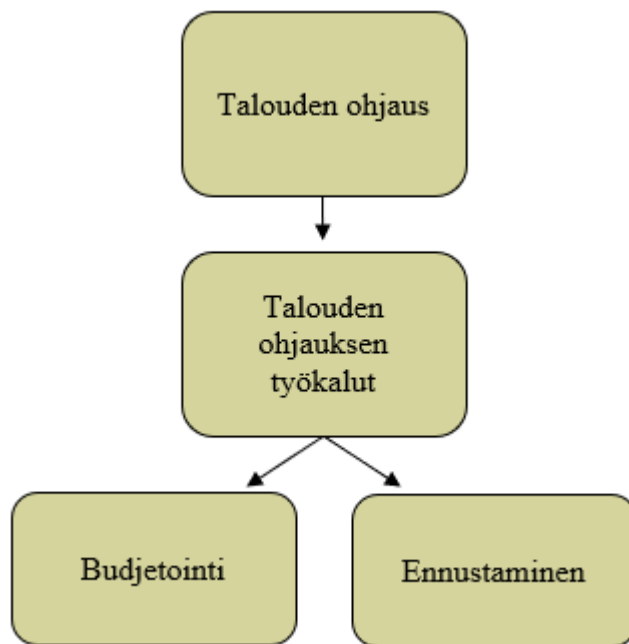 Talouden ohjaus
Talouden
ohjauksen
työkalut
Budjetointi
Ennustaminen